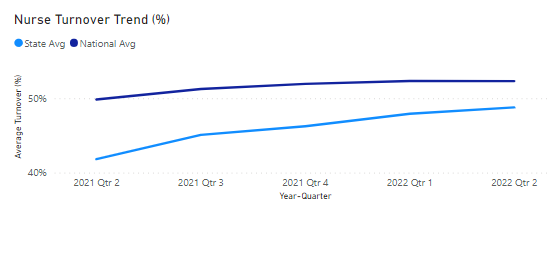 Nurse Turnover Trend (%)
State Avg National Avg
Average Turnover (%)
50%
40%
2021 Qtr 2 2021 Qtr 3 2021 Qtr 4 2022 Qtr 1 2022 Qtr 2
Year-Quarter